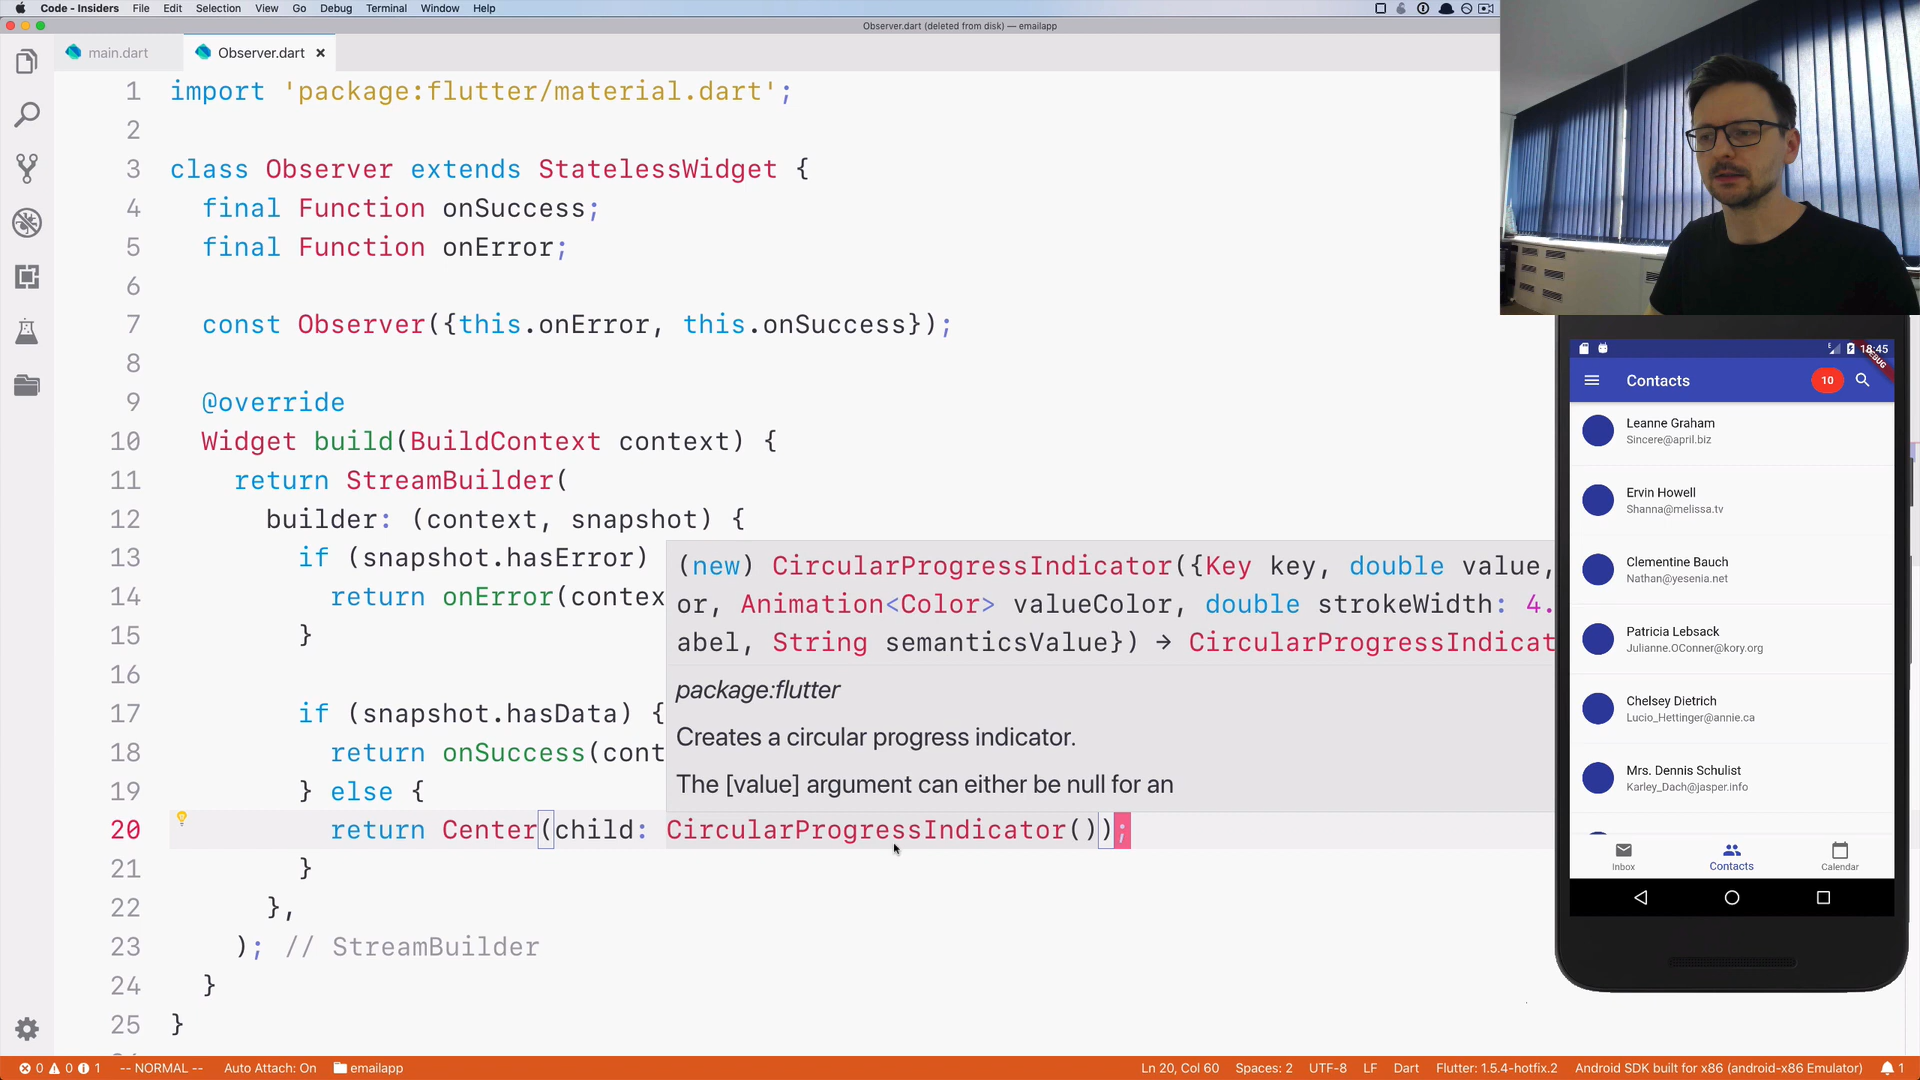 Code - Insiders File Edit Selection View Go Debug Terminal Window Help
Observer.dart (deleted from disk) — emailapp
main.dart Observer.dart
1 import 'package:flutter/material.dart';
2
3 class Observer extends StatelessWidget {
4 final Function onSuccess;
5 final Function onError;
6
7 const Observer({this.onError, this.onSuccess});
8
9 @override
10 Widget build(BuildContext context) {
11 return StreamBuilder(
12 builder: (context, snapshot) {
13 if (snapshot.hasError)
14 return onError(contex
15 }
16
17 if (snapshot.hasData) {
18 return onSuccess(cont
19 } else {
20 return Center(child: CircularProgressIndicator());
21 }
22 },
23 ); // StreamBuilder
24 }
25 }
(new) CircularProgressIndicator({Key key, double value,
or, Animation<Color> valueColor, double strokeWidth: 4.
abel, String semanticsValue}) → CircularProgressIndicat
package:flutter
Creates a circular progress indicator.
The [value] argument can either be null for an
18:45
DEBUG
Contacts 10
Leanne Graham
Sincere@april.biz
Ervin Howell
Shanna@melissa.tv
Clementine Bauch
Nathan@yesenia.net
Patricia Lebsack
Julianne.OConner@kory.org
Chelsey Dietrich
Lucio_Hettinger@annie.ca
Mrs. Dennis Schulist
Karley_Dach@jasper.info
Inbox Contacts Calendar
0 0 1 -- NORMAL -- Auto Attach: On emailapp Ln 20, Col 60 Spaces: 2 UTF-8 LF Dart Flutter: 1.5.4-hotfix.2 Android SDK built for x86 (android-x86 Emulator) 1